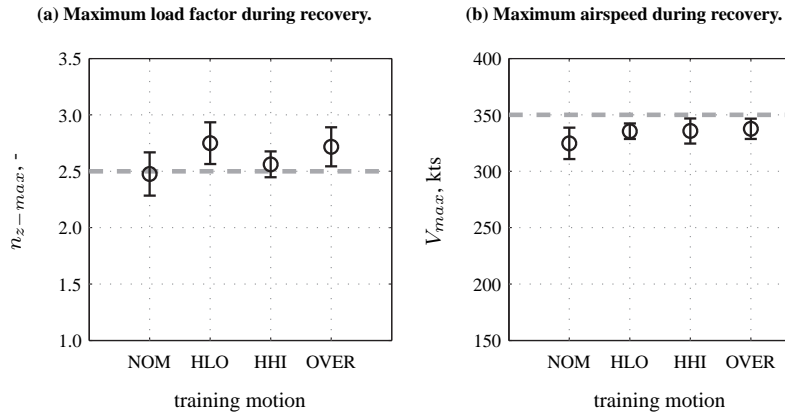 (a) Maximum load factor during recovery.
3.5
3.0
2.5
2.0
1.5
1.0
n_{z-max}, -
NOM HLO HHI OVER
training motion
(b) Maximum airspeed during recovery.
400
350
300
250
200
150
V_{max}, kts
NOM HLO HHI OVER
training motion